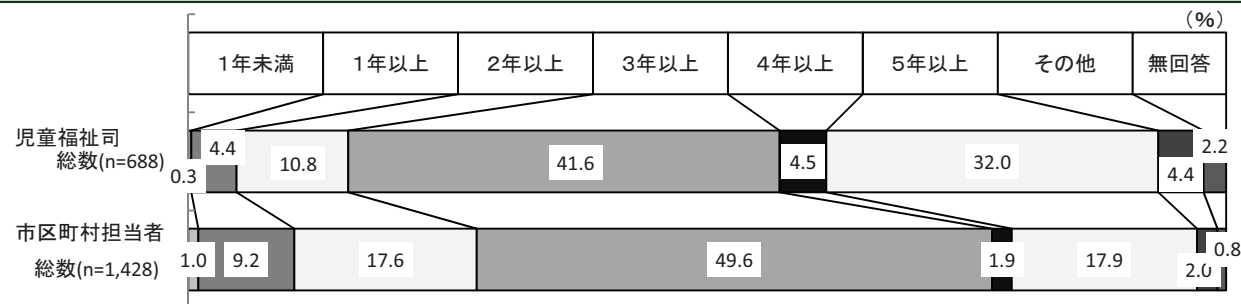 （%）
1年未満 1年以上 2年以上 3年以上 4年以上 5年以上 その他 無回答
児童福祉司
総数(n=688)
0.3 4.4 10.8 41.6 4.5 32.0 4.4 2.2
市区町村担当者
総数(n=1,428)
1.0 9.2 17.6 49.6 1.9 17.9 2.0 0.8